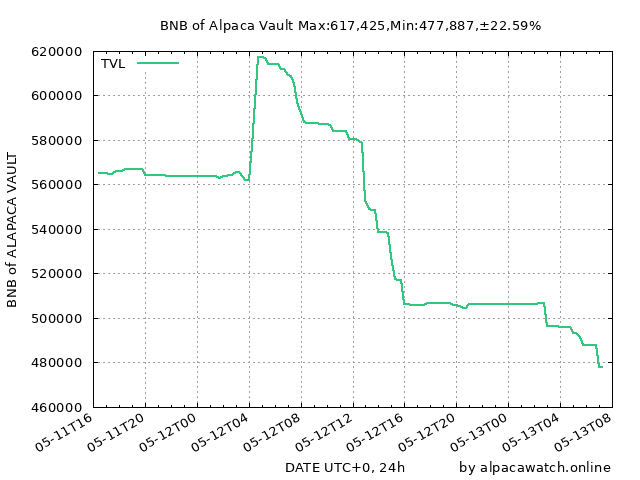 BNB of Alpaca Vault Max:617,425,Min:477,887,±22.59%
TVL
BNB of ALAPACA VAULT
620000
600000
580000
560000
540000
520000
500000
480000
460000
05-11T16
05-11T20
05-12T00
05-12T04
05-12T08
05-12T12
05-12T16
05-12T20
05-13T00
05-13T04
05-13T08
DATE UTC+0, 24h
by alpacawatch.online